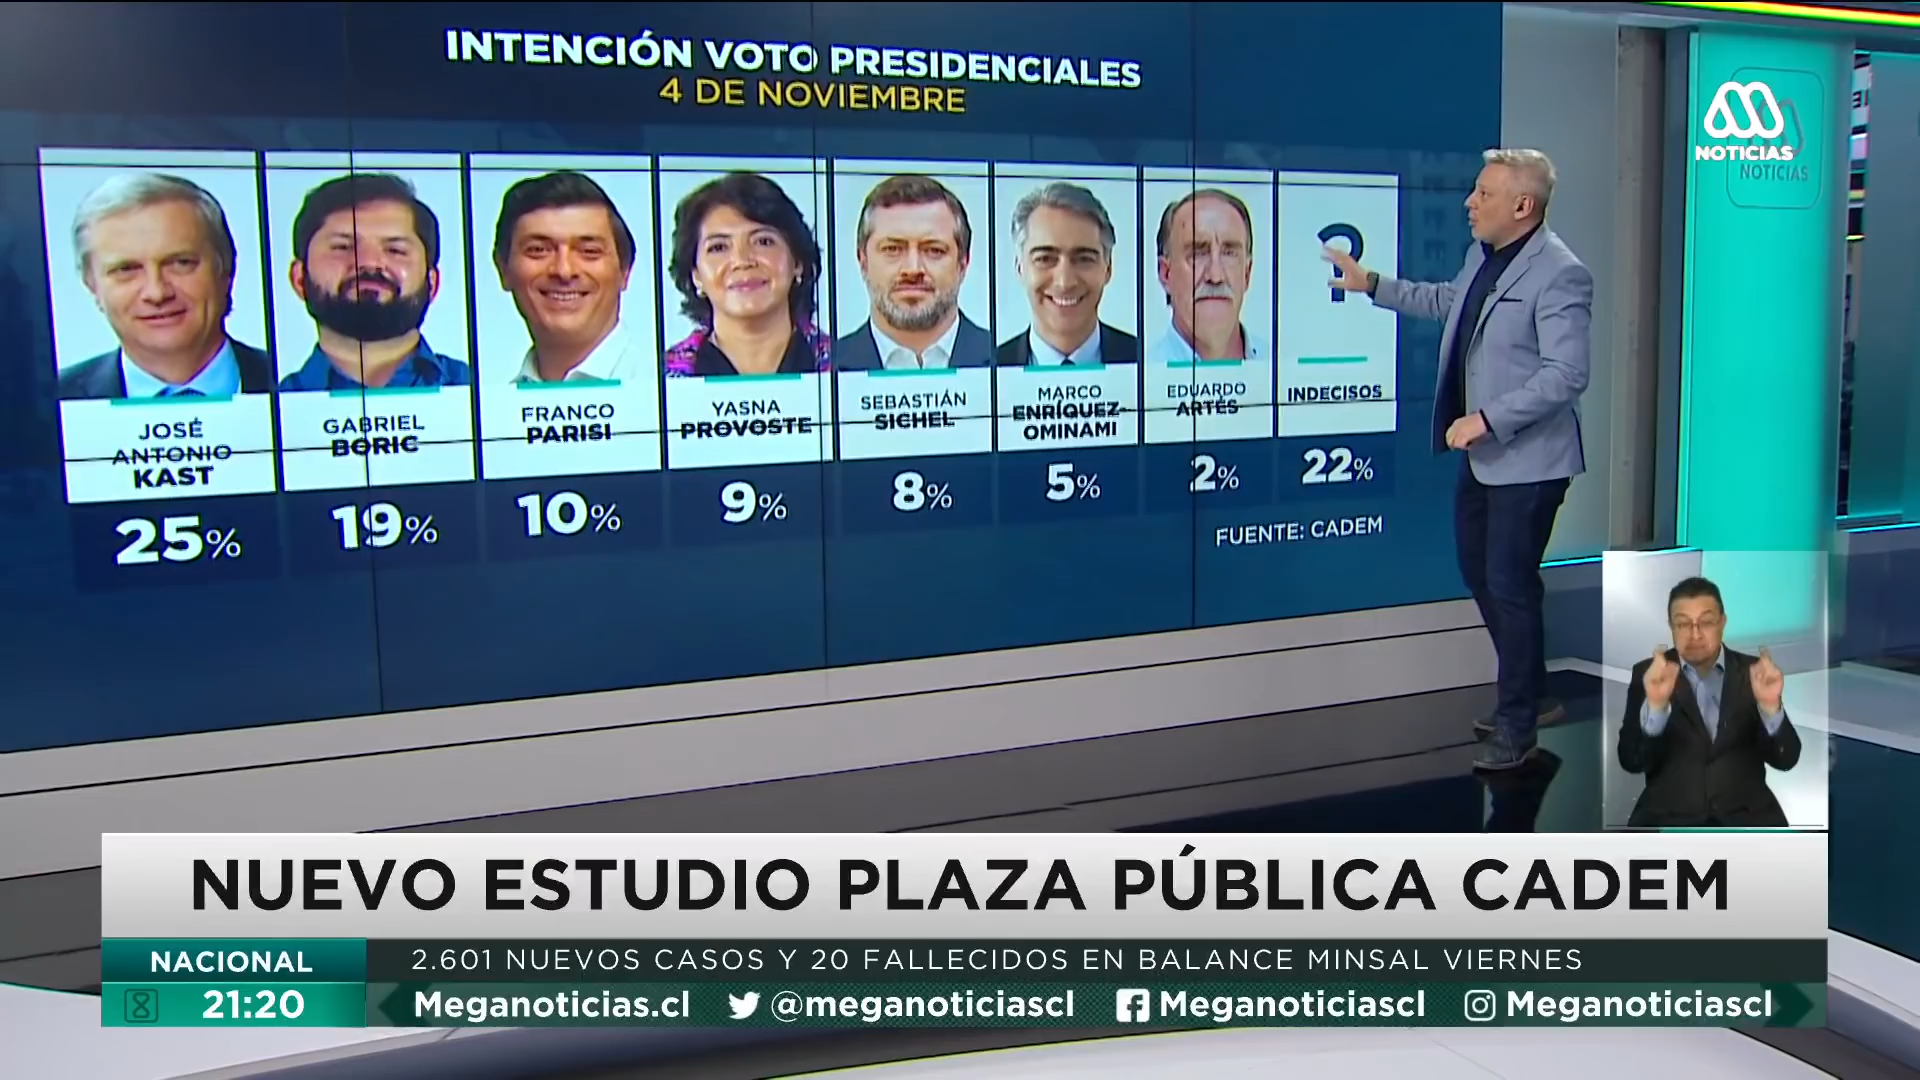 INTENCIÓN VOTO PRESIDENCIALES
4 DE NOVIEMBRE
NOTICIAS
NOTICIAS
JOSÉ
ANTONIO
KAST
25%
GABRIEL
BORIC
19%
FRANCO
PARISI
10%
YASNA
PROVOSTE
9%
SEBASTIÁN
SICHEL
8%
MARCO
ENRÍQUEZ-
OMINAMI
5%
EDUARDO
ARTÉS
2%
?
INDECISOS
22%
FUENTE: CADEM
NUEVO ESTUDIO PLAZA PÚBLICA CADEM
NACIONAL
2.601 NUEVOS CASOS Y 20 FALLECIDOS EN BALANCE MINSAL VIERNES
21:20
Meganoticias.cl @meganoticiascl Meganoticiascl Meganoticiascl